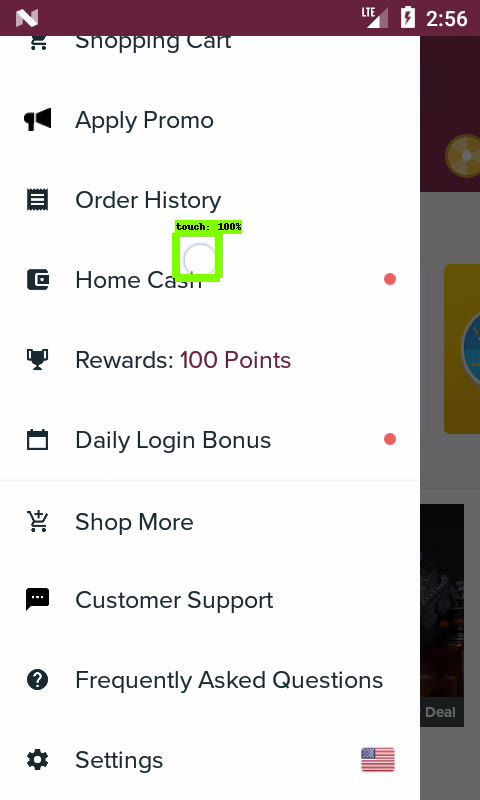 LTE 2:56
Shopping Cart
Apply Promo
Order History
touch: 100%
Home Cash
Rewards: 100 Points
Daily Login Bonus
Shop More
Customer Support
Deal
Frequently Asked Questions
Settings